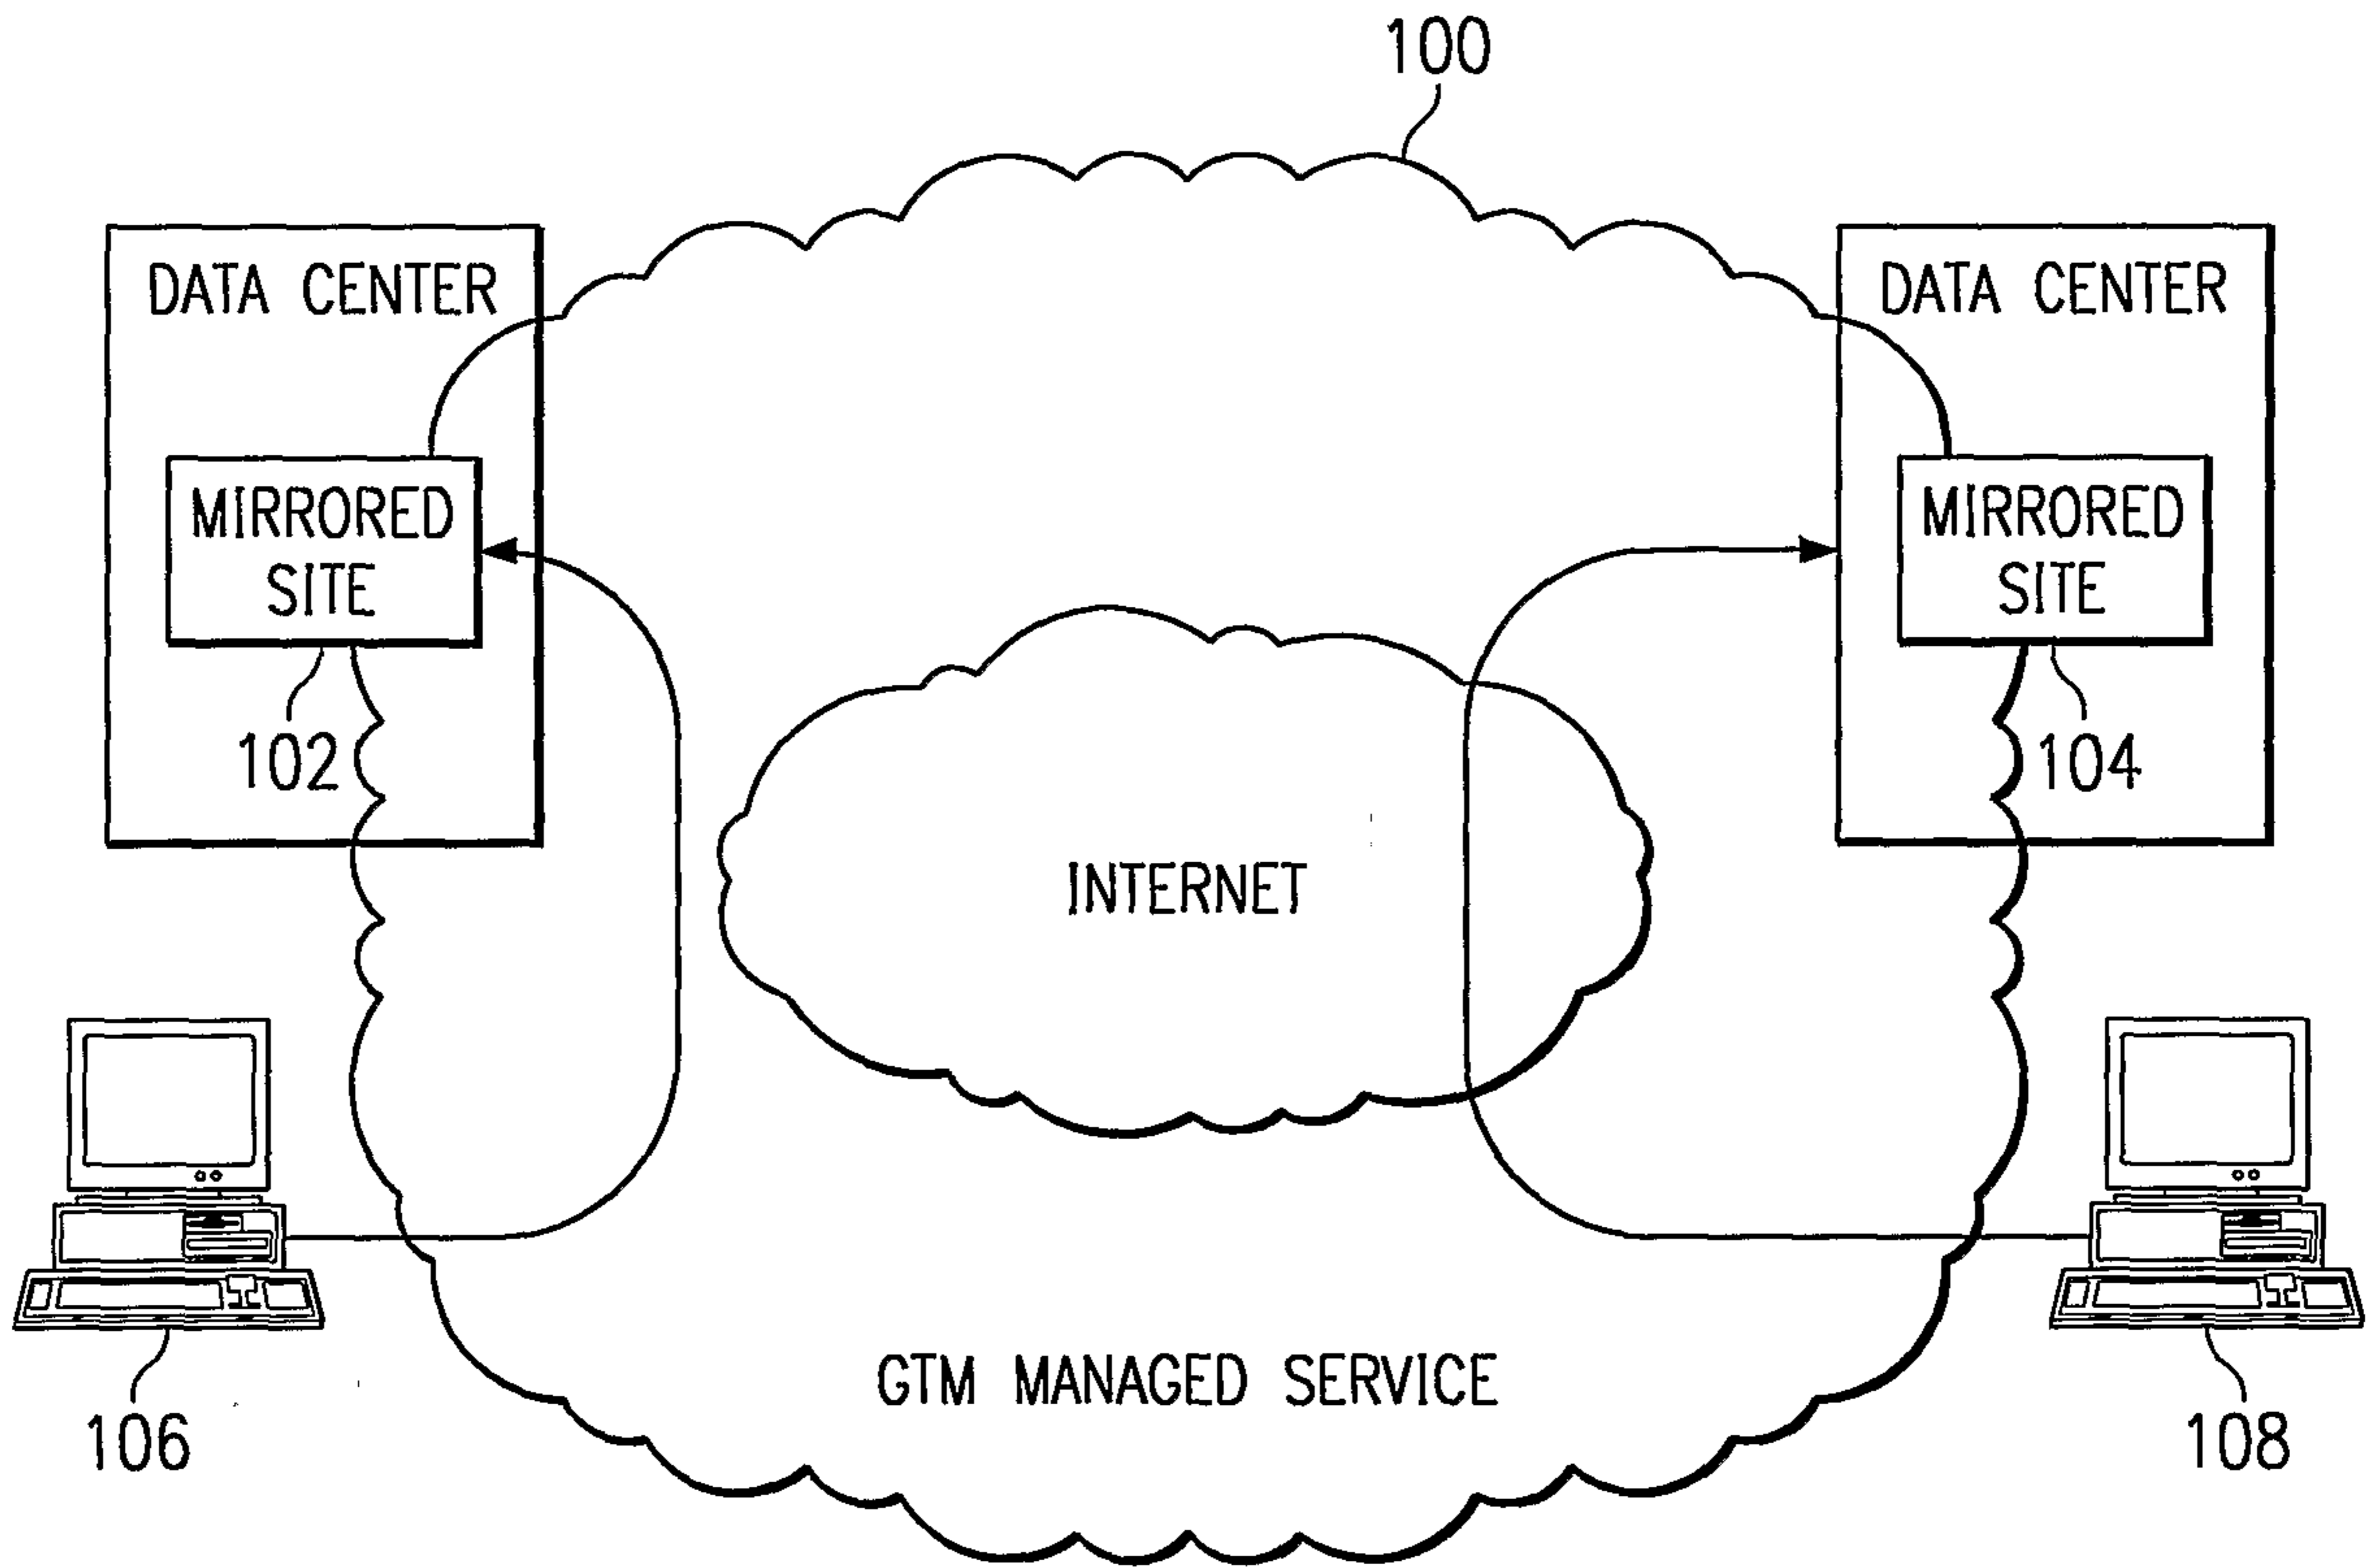 100
DATA CENTER
DATA CENTER
MIRRORED
SITE
MIRRORED
SITE
102
104
INTERNET
GTM MANAGED SERVICE
106
108